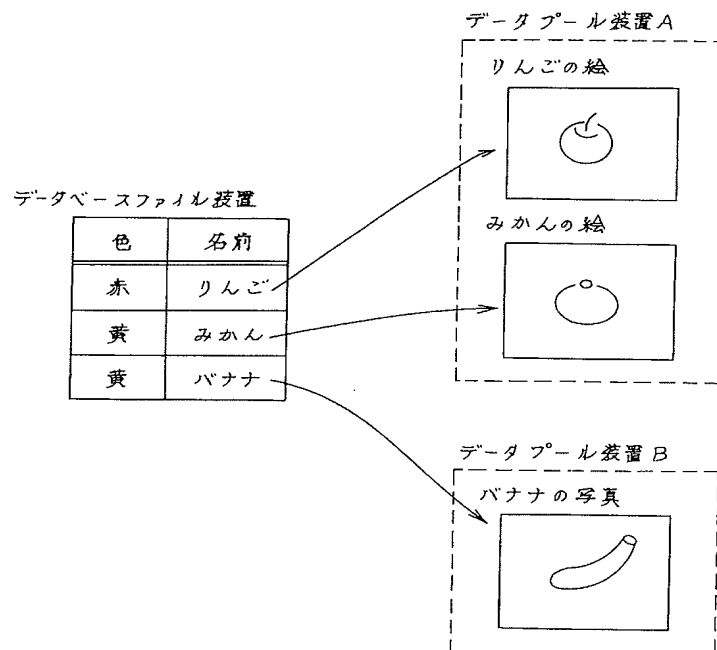 データプール装置A
りんごの絵
みかんの絵
データベースファイル装置
色 名前
赤 りんご
黄 みかん
黄 バナナ
データプール装置B
バナナの写真